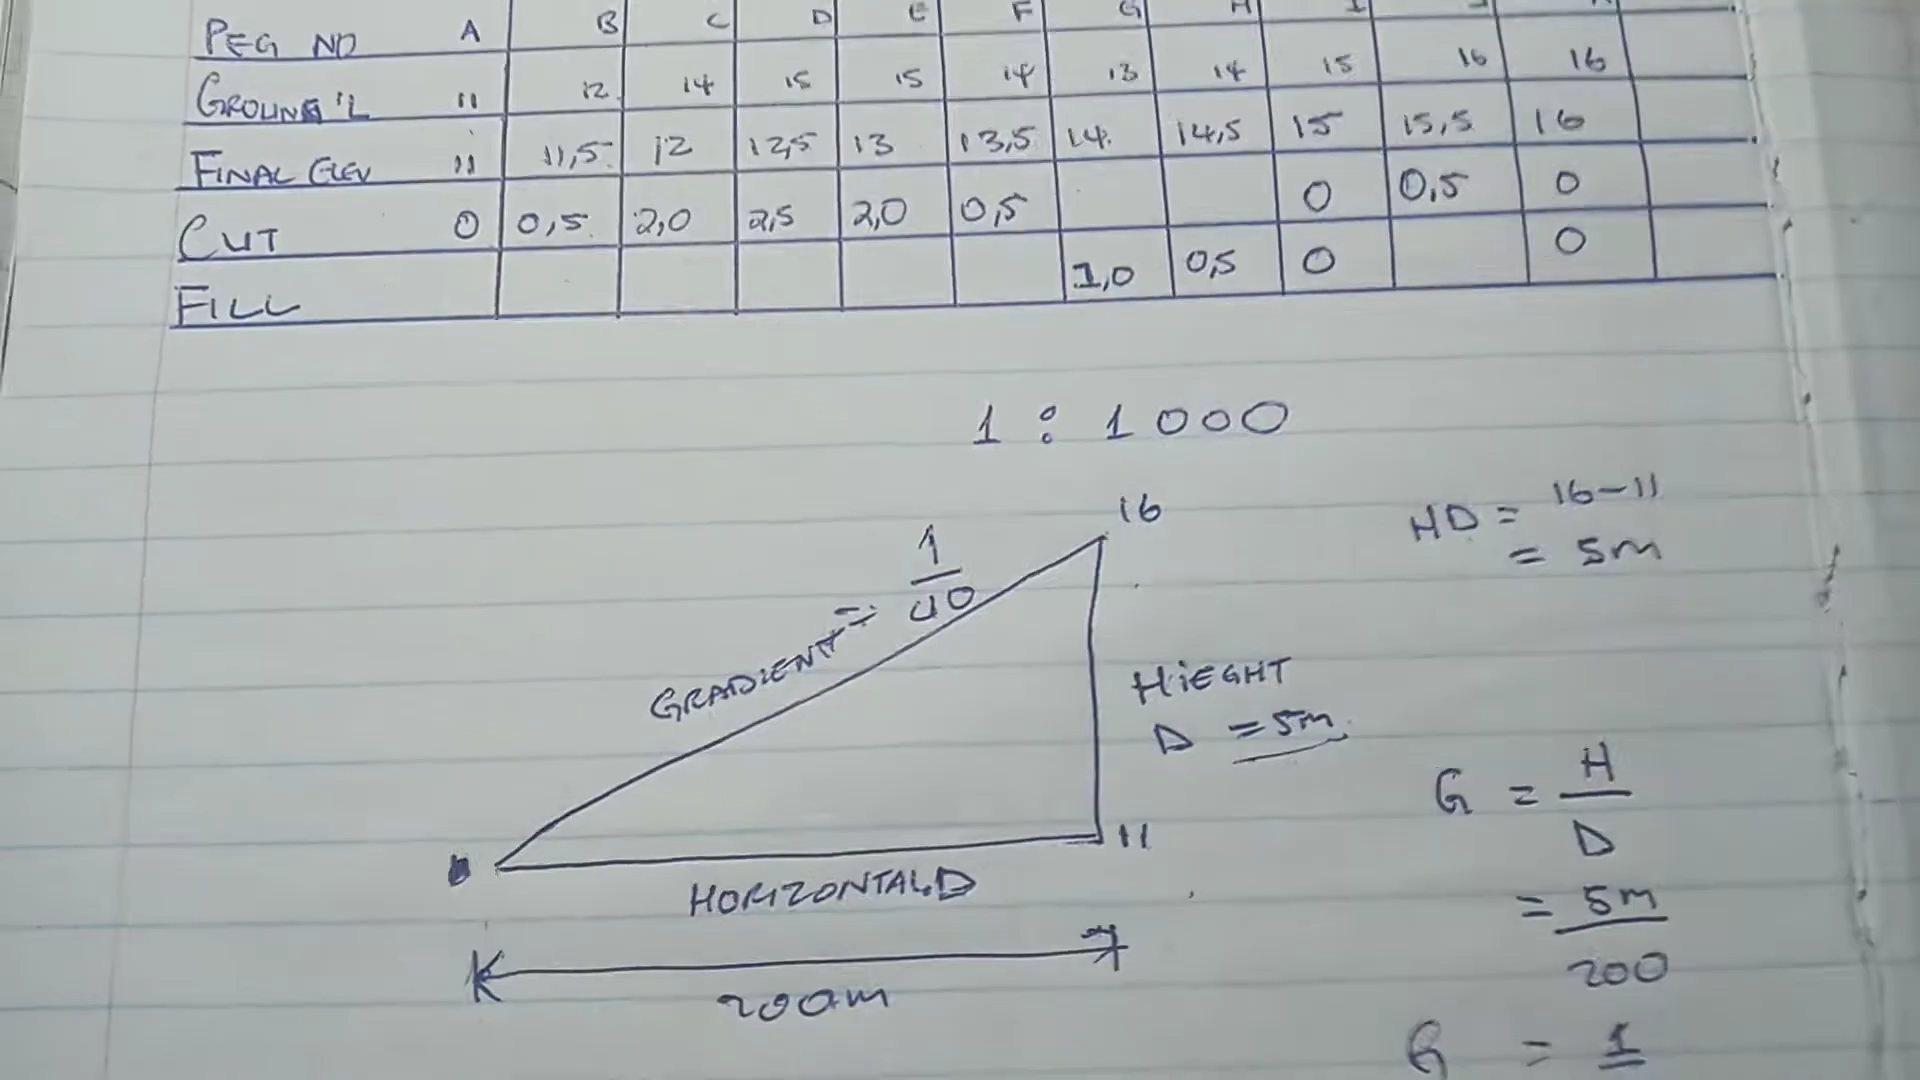 PEG NO A B C D E F G H I J K
GROUND 'L 11 12 14 15 15 14 13 14 15 16 16
FINAL ELEV 11 11,5 12 12,5 13 13,5 14. 14,5 15 15,5 16
CUT 0 0,5 2,0 2,5 2,0 0,5 0 0,5 0
FILL 1,0 0,5 0 0
1 : 1000
16
HD = 16-11
= 5m
GRADIENT = 1
40
HIEGHT
D = 5m
11
HORIZONTAL D
200m
G = H
D
= 5m
200
G = 1